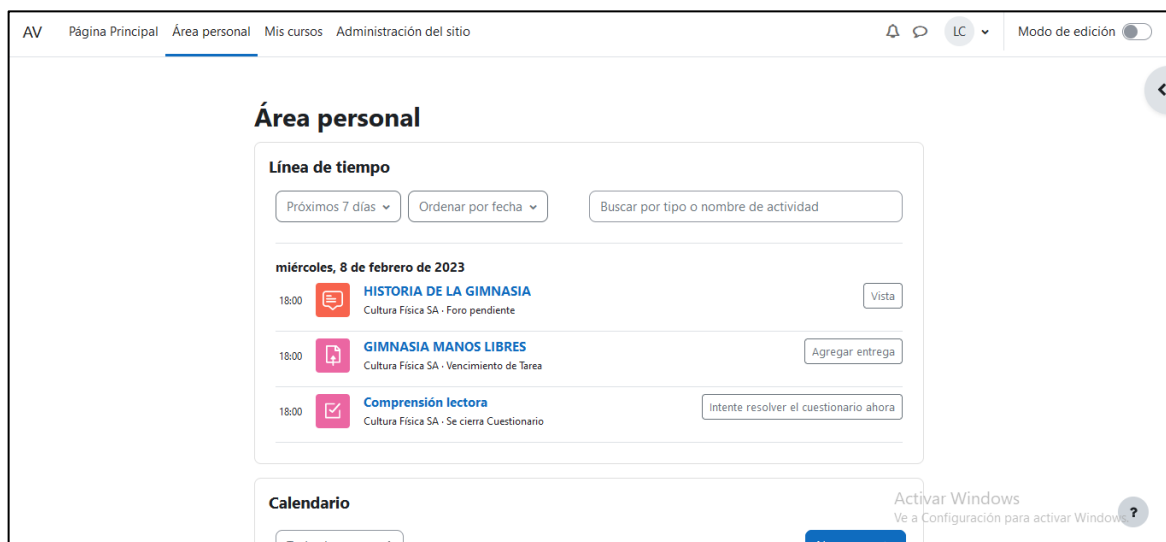 AV Página Principal Área personal Mis cursos Administración del sitio LC Modo de edición
Área personal
Línea de tiempo
Próximos 7 días Ordenar por fecha Buscar por tipo o nombre de actividad
miércoles, 8 de febrero de 2023
HISTORIA DE LA GIMNASIA
18:00 Vista
Cultura Física SA · Foro pendiente
GIMNASIA MANOS LIBRES
18:00 Agregar entrega
Cultura Física SA · Vencimiento de Tarea
Comprensión lectora
18:00 Intente resolver el cuestionario ahora
Cultura Física SA · Se cierra Cuestionario
Calendario
Activar Windows
Ve a Configuración para activar Windows.
?